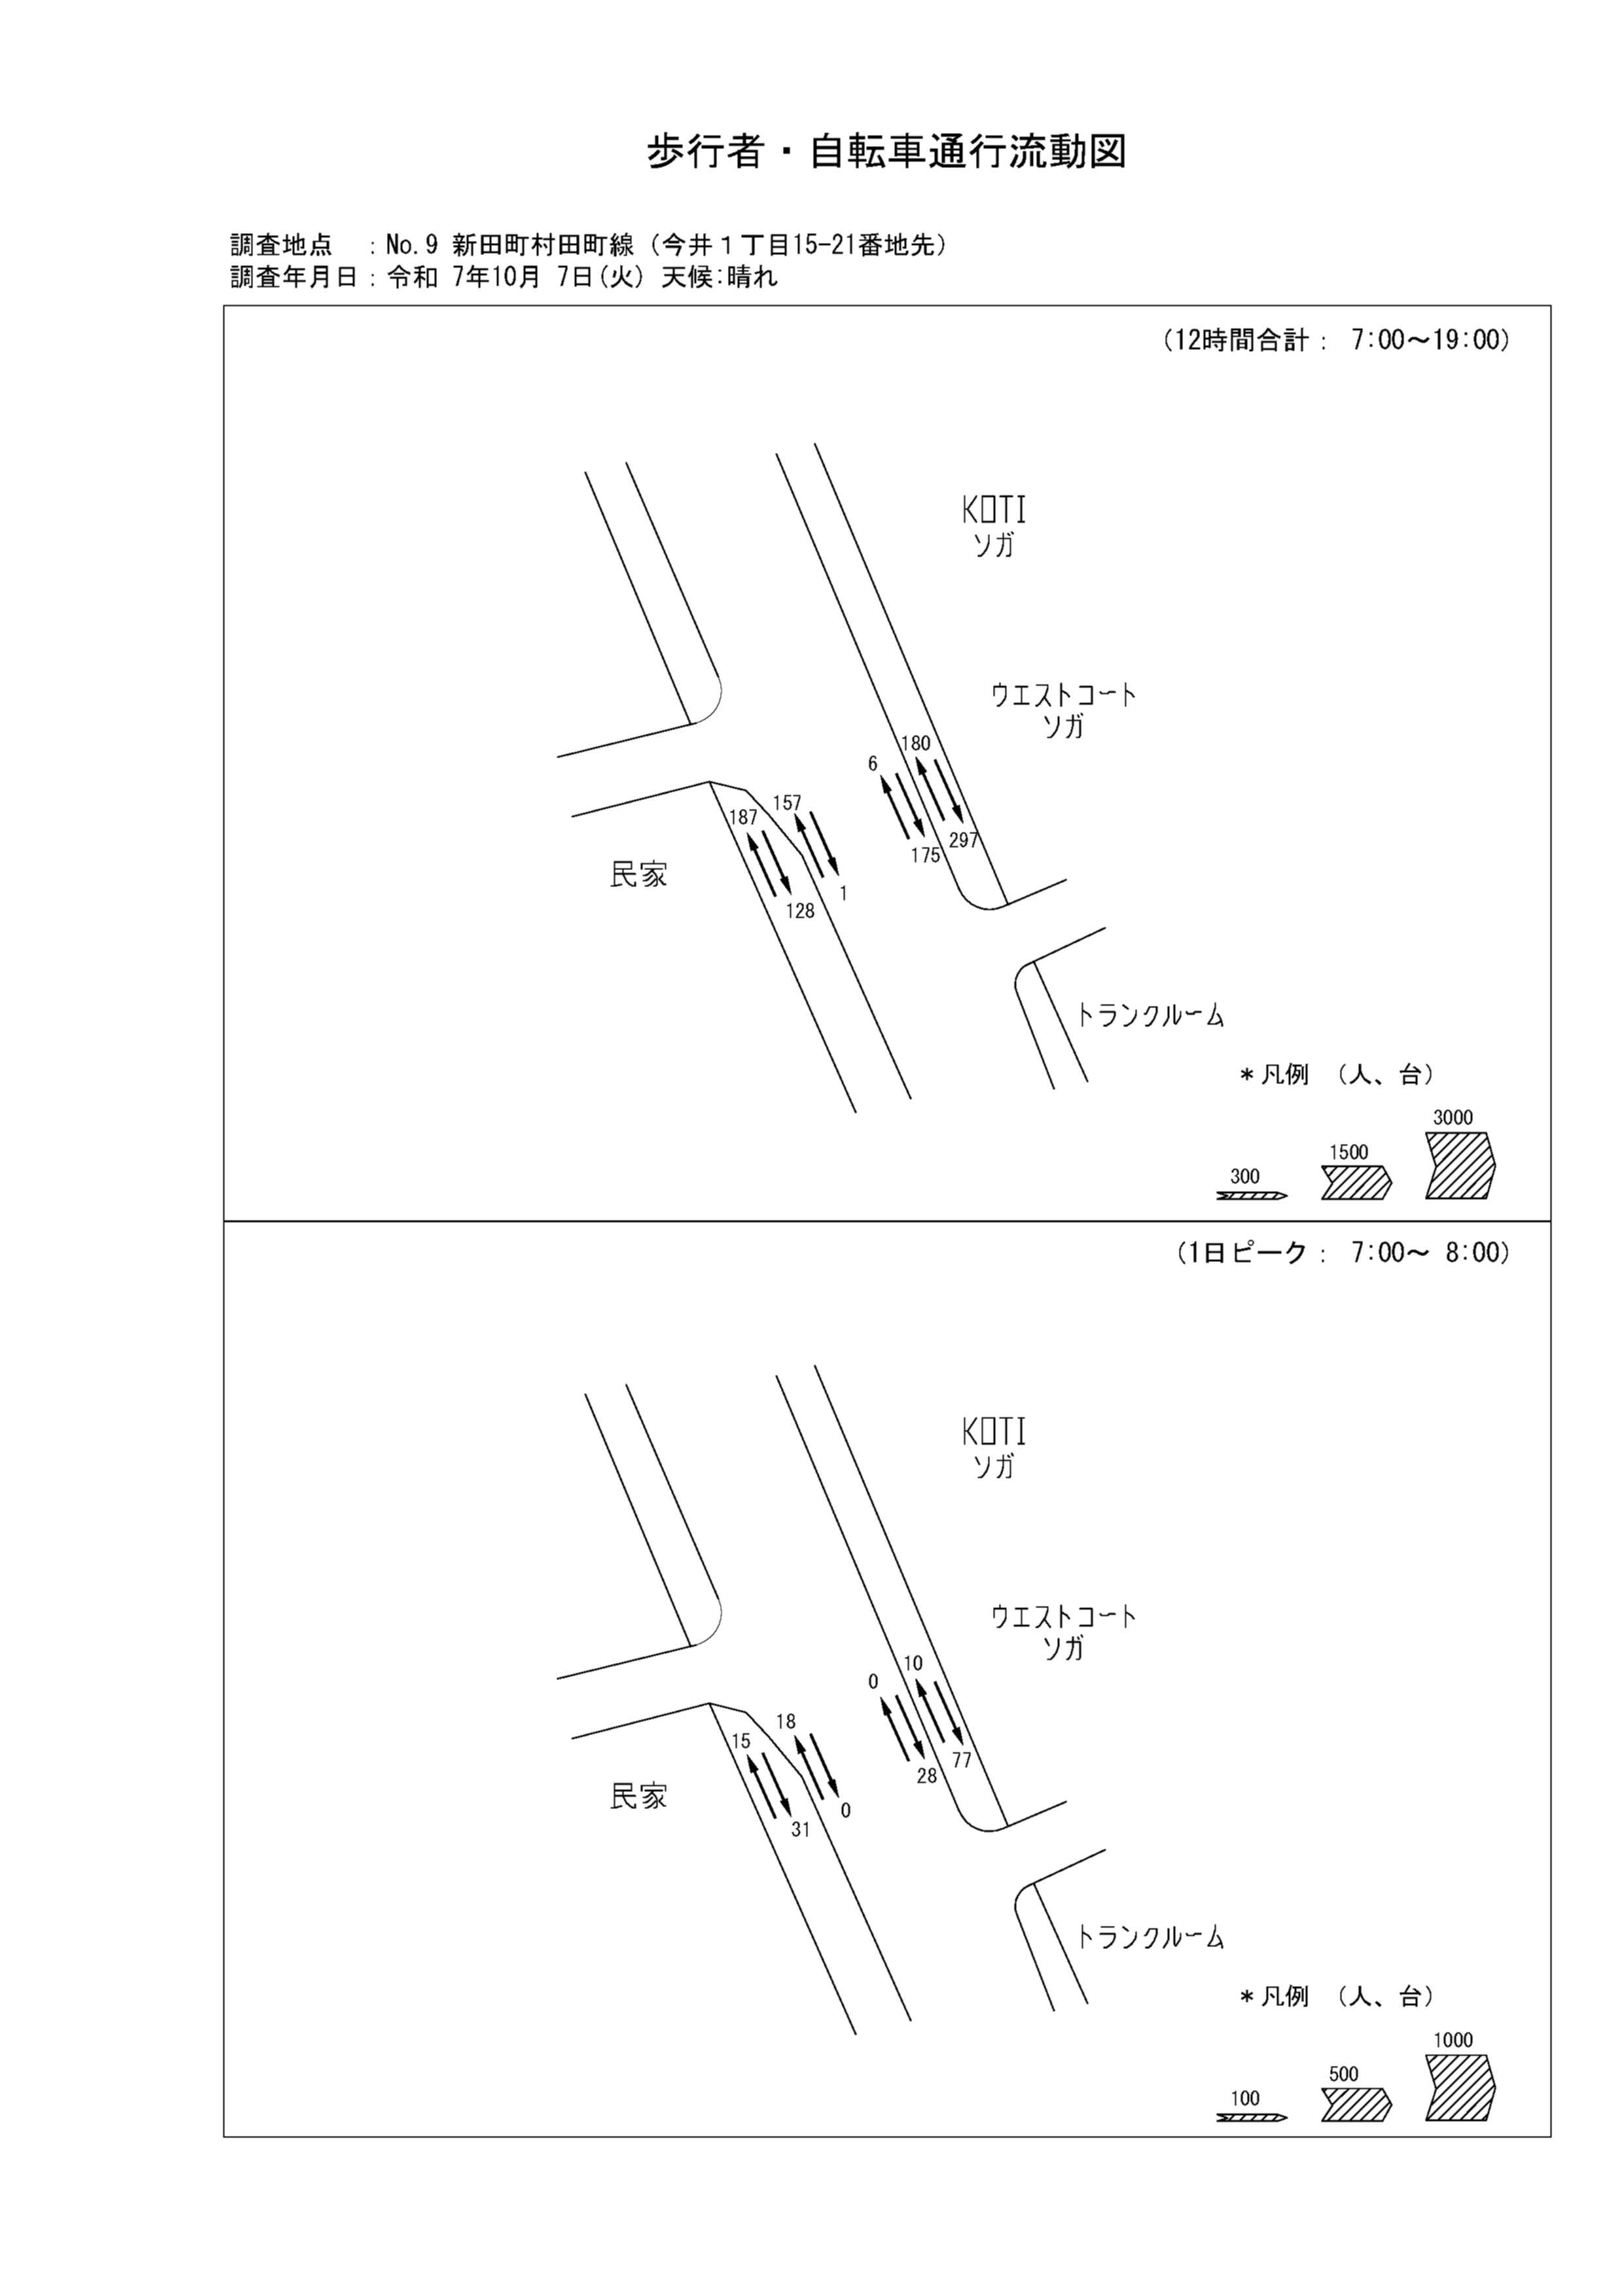 歩行者・自転車通行流動図
調査地点　：No.9 新田町村田町線（今井１丁目15-21番地先）
調査年月日：令和 7年10月 7日(火) 天候:晴れ
(12時間合計： 7:00～19:00)
KOTI
ソガ
ウエストコート
ソガ
180
6
157
187
297
175
民家
1
128
トランクルーム
＊凡例 （人、台）
3000
1500
300
(1日ピーク： 7:00～ 8:00)
KOTI
ソガ
ウエストコート
ソガ
10
0
18
15
77
28
民家
0
31
トランクルーム
＊凡例 （人、台）
1000
500
100